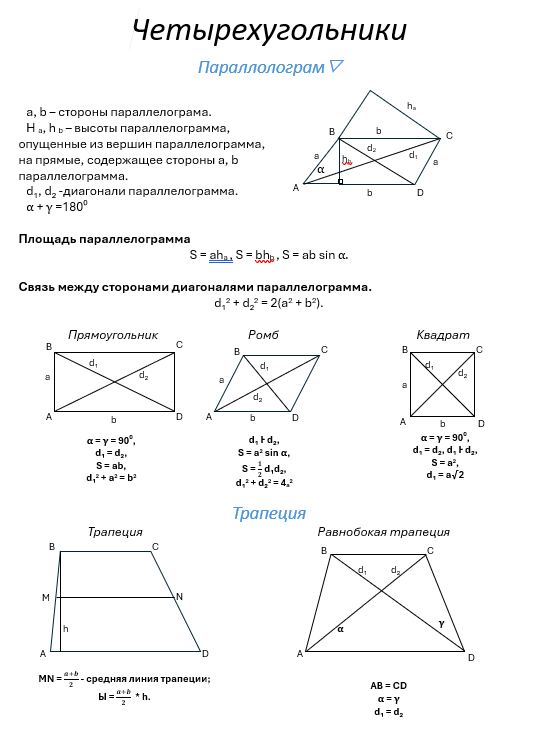 Четырехугольники
Параллолограм ▽
a, b – стороны параллелограма.
H ₐ, h b – высоты параллелограмма,
опущенные из вершин параллелограмма,
на прямые, содержащее стороны a, b
параллелограмма.
d₁, d₂ -диагонали параллелограмма.
α + γ =180⁰
hₐ
B
b
C
d₂
d₁
a
hb
a
α
A
b
D
Площадь параллелограмма
S = ahₐ, S = bhb, S = ab sin α.
Связь между сторонами диагоналями параллелограмма.
d₁² + d₂² = 2(a² + b²).
Прямоугольник
B
C
d₁
d₂
a
A
b
D
α = γ = 90⁰,
d₁ = d₂,
S = ab,
d₁² + a² = b²
Ромб
B
C
d₁
a
d₂
A
b
D
d₁ ⊦ d₂,
S = a² sin α,
S = 1/2 d₁d₂,
d₁² + d₂² = 4ₐ²
Квадрат
B
C
d₁
d₂
a
A
b
D
α = γ = 90⁰,
d₁ = d₂, d₁ ⊦ d₂,
S = a²,
d₁ = a√2
Трапеция
Трапеция
B
C
M
N
h
A
D
MN = a+b/2 - средняя линия трапеции;
Ы = a+b/2 * h.
Равнобокая трапеция
B
C
d₁
d₂
α
γ
A
D
AB = CD
α = γ
d₁ = d₂